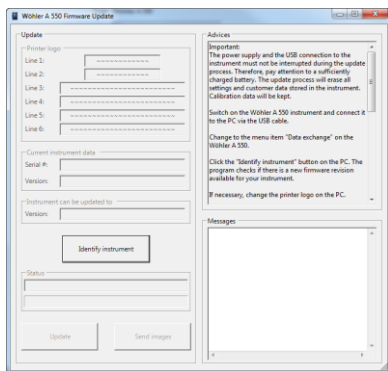 Wöhler A 550 Firmware Update
Update
Printer logo
Line 1:
Line 2:
Line 3:
Line 4:
Line 5:
Line 6:
Current instrument data
Serial #:
Version:
Instrument can be updated to
Version:
Identify instrument
Status
Update
Send images
Advices
Important:
The power supply and the USB connection to the
instrument must not be interrupted during the update
process. Therefore, pay attention to a sufficiently
charged battery. The update process will erase all
settings and customer data stored in the instrument.
Calibration data will be kept.
Switch on the Wöhler A 550 instrument and connect it
to the PC via the USB cable.
Change to the menu item "Data exchange" on the
Wöhler A 550.
Click the "Identify instrument" button on the PC. The
program checks if there is a new firmware revision
available for your instrument.
If necessary, change the printer logo on the PC.
Messages